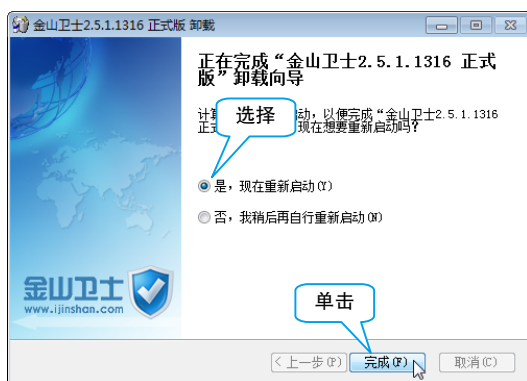 金山卫士2.5.1.1316 正式版 卸载
正在完成“金山卫士2.5.1.1316 正式
版”卸载向导
计 动，以便完成“金山卫士2.5.1.1316
正 现在想要重新启动吗？
选择
是，现在重新启动(Y)
否，我稍后再自行重新启动(N)
金山卫士
www.ijinshan.com
单击
<上一步(P)
完成(F)
取消(C)